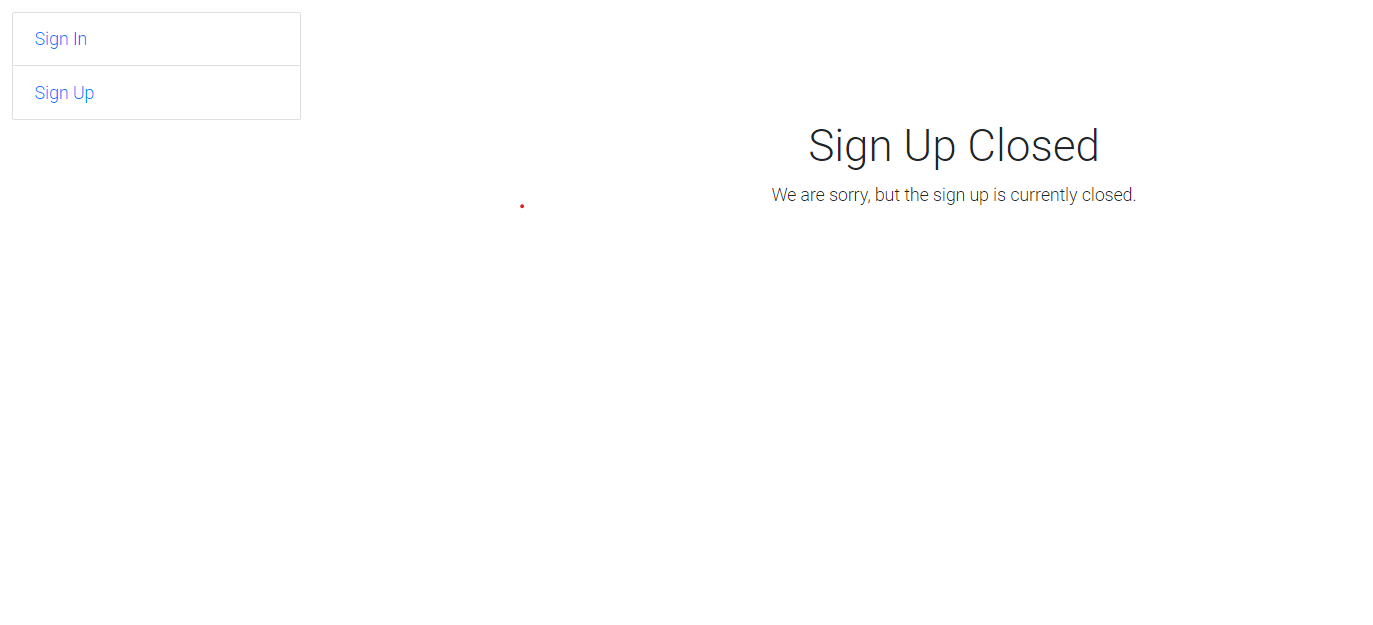 Sign In
Sign Up
Sign Up Closed
We are sorry, but the sign up is currently closed.